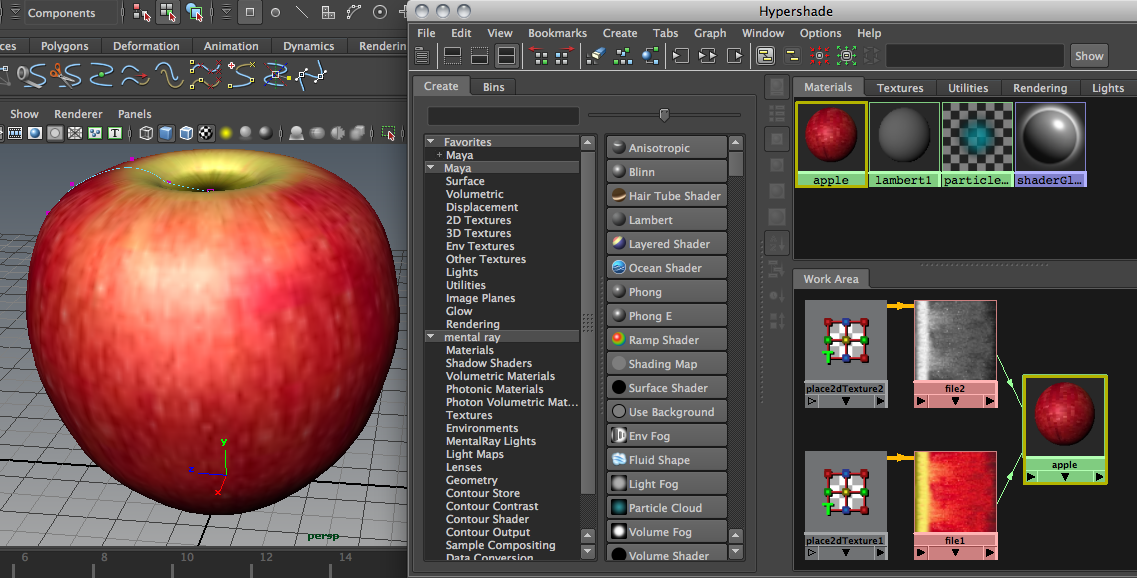 Components
Hypershade
File Edit View Bookmarks Create Tabs Graph Window Options Help
ces Polygons Deformation Animation Dynamics Renderin
Show
Show Renderer Panels
T
persp
y
x
6 8 10 12 14
Create Bins
Favorites
+ Maya
Maya
Surface
Volumetric
Displacement
2D Textures
3D Textures
Env Textures
Other Textures
Lights
Utilities
Image Planes
Glow
Rendering
mental ray
Materials
Shadow Shaders
Volumetric Materials
Photonic Materials
Photon Volumetric Mat...
Textures
Environments
MentalRay Lights
Light Maps
Lenses
Geometry
Contour Store
Contour Contrast
Contour Shader
Contour Output
Sample Compositing
Data Conversion
Anisotropic
Blinn
Hair Tube Shader
Lambert
Layered Shader
Ocean Shader
Phong
Phong E
Ramp Shader
Shading Map
Surface Shader
Use Background
Env Fog
Fluid Shape
Light Fog
Particle Cloud
Volume Fog
Volume Shader
Materials Textures Utilities Rendering Lights
apple lambert1 particle... shaderGl...
Work Area
place2dTexture2
file2
apple
place2dTexture1
file1